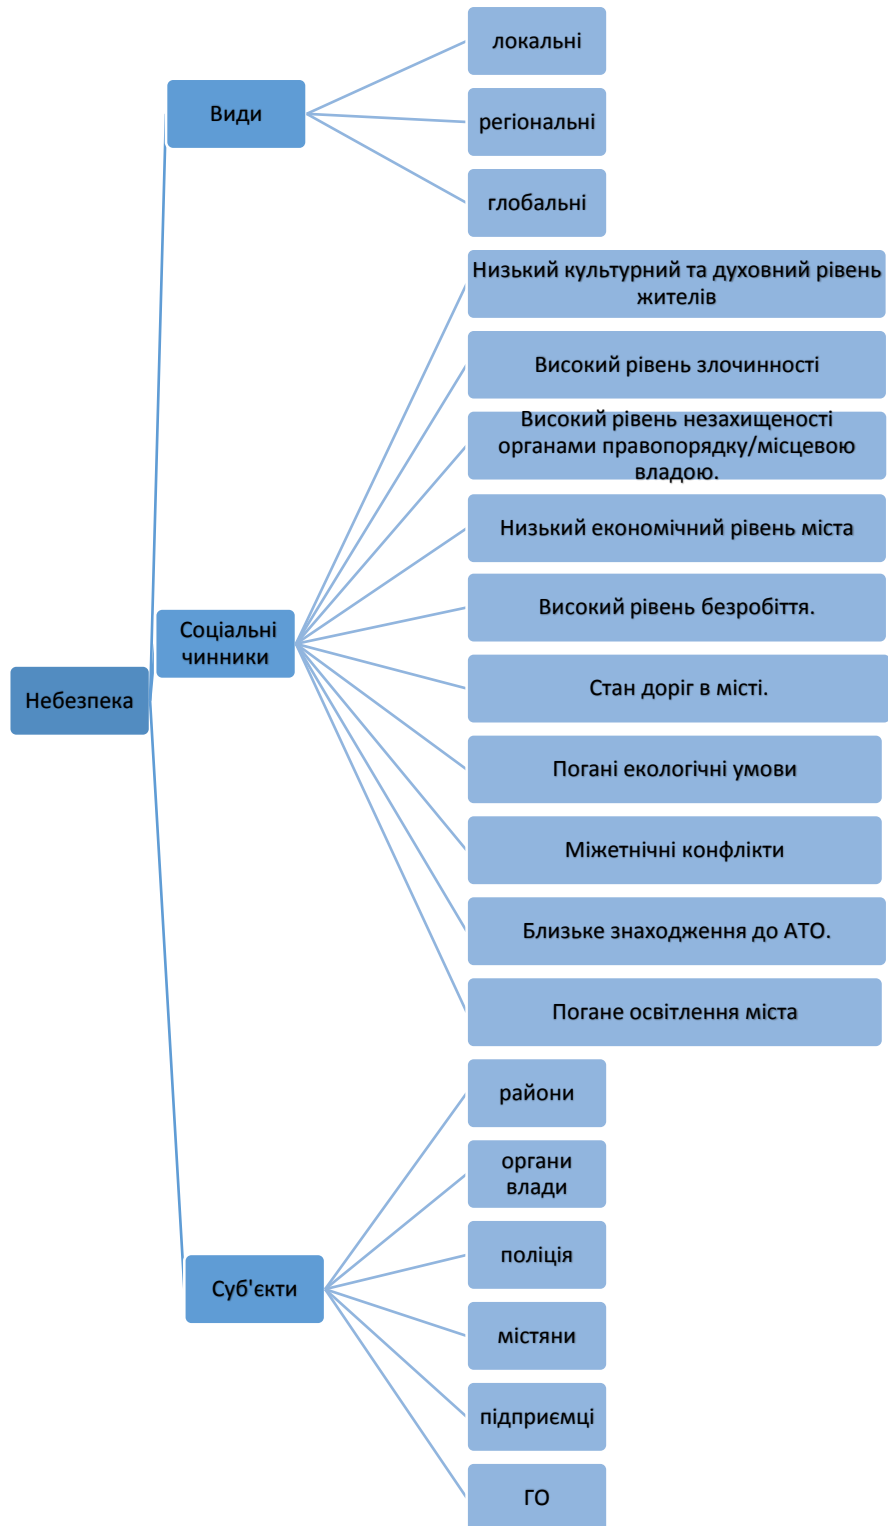 Небезпека
Види
локальні
регіональні
глобальні
Соціальні
чинники
Низький культурний та духовний рівень
жителів
Високий рівень злочинності
Високий рівень незахищеності
органами правопорядку/місцевою
владою.
Низький економічний рівень міста
Високий рівень безробіття.
Стан доріг в місті.
Погані екологічні умови
Міжетнічні конфлікти
Близьке знаходження до АТО.
Погане освітлення міста
Суб'єкти
райони
органи
влади
поліція
містяни
підприємці
ГО